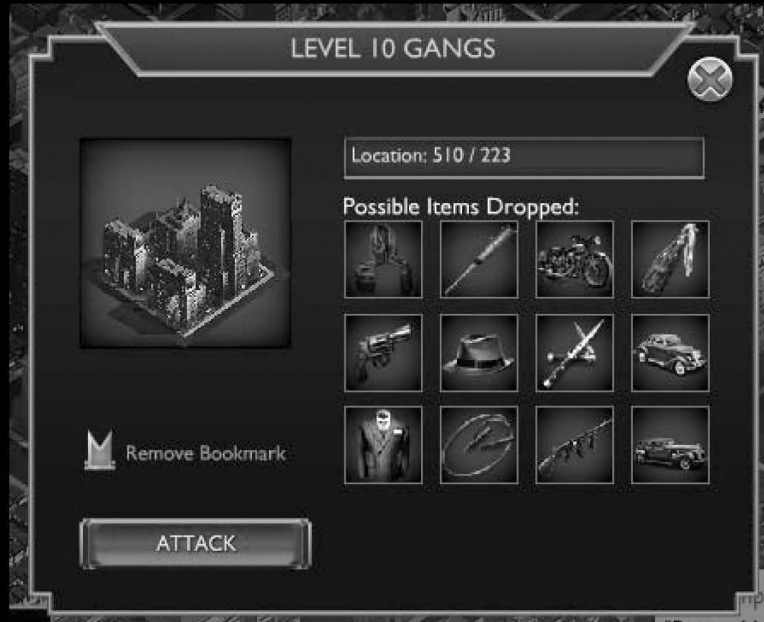 LEVEL 10 GANGS
Location: 510 / 223
Possible Items Dropped:
Remove Bookmark
ATTACK